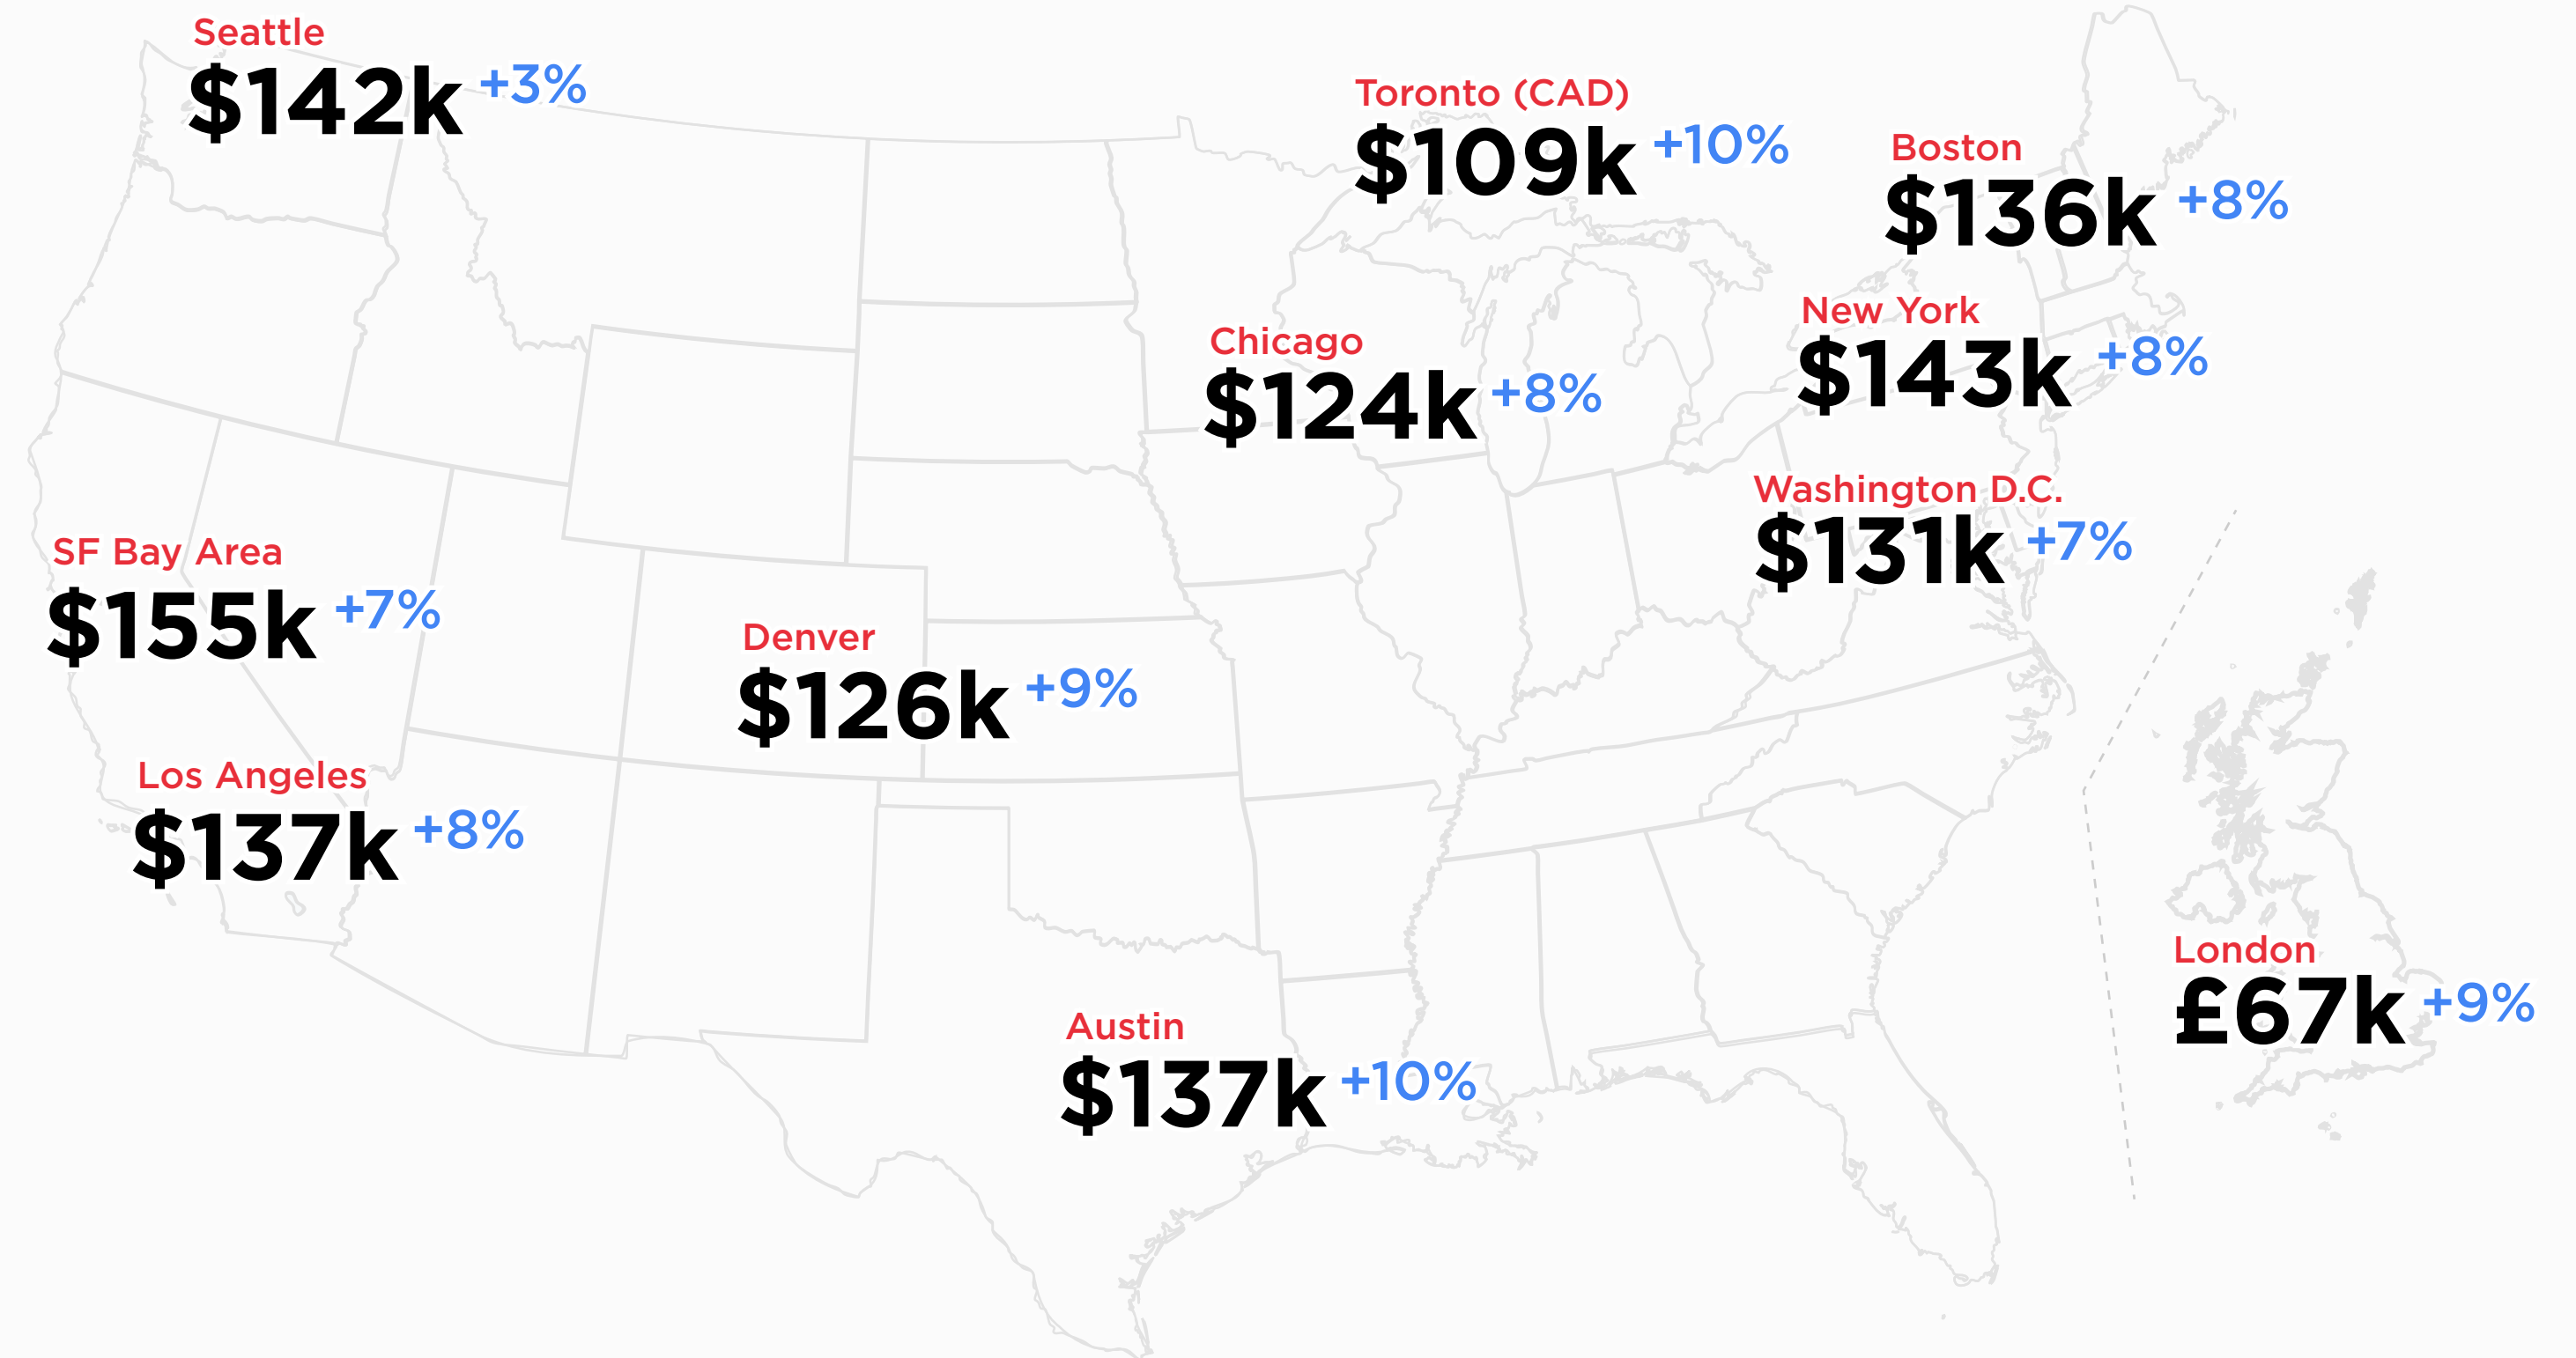 Seattle
$142k +3%
Toronto (CAD)
$109k +10%
Boston
$136k +8%
New York
$143k +8%
Chicago
$124k +8%
Washington D.C.
$131k +7%
SF Bay Area
$155k +7%
Denver
$126k +9%
Los Angeles
$137k +8%
London
£67k +9%
Austin
$137k +10%